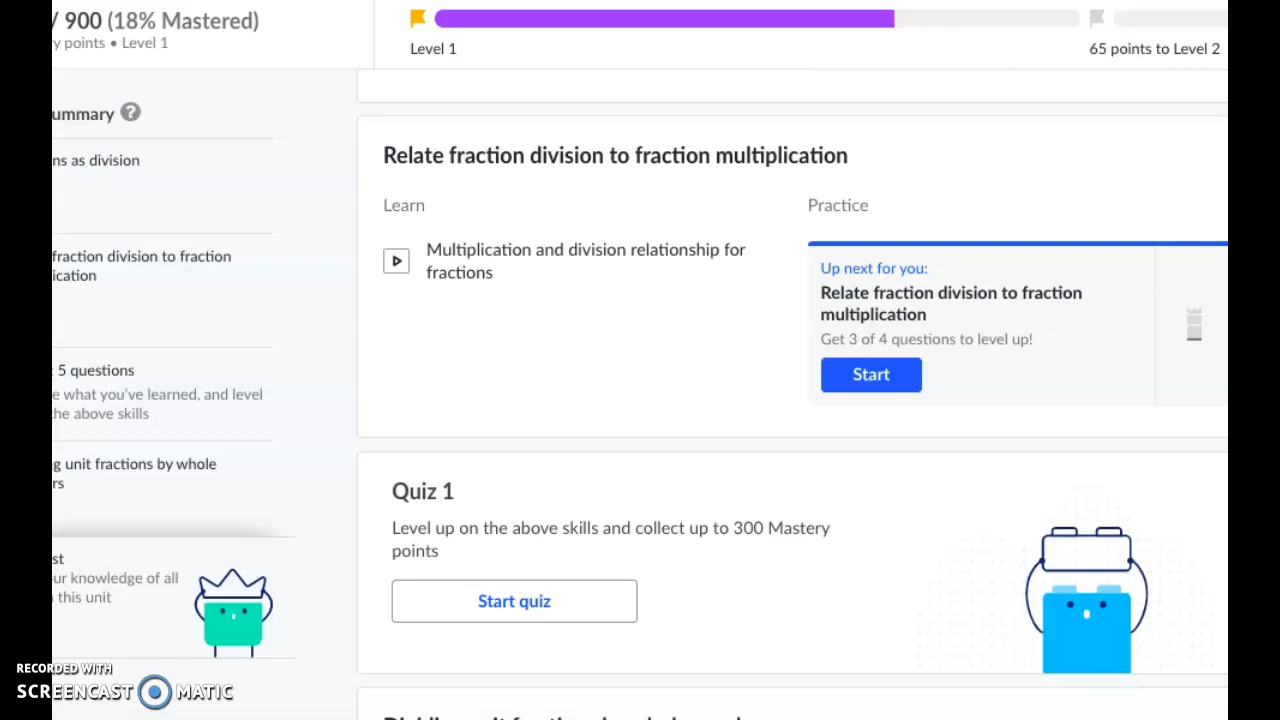 / 900 (18% Mastered)
y points • Level 1
Level 1
65 points to Level 2
ummary ?
ns as division
fraction division to fraction
ication
: 5 questions
e what you've learned, and level
the above skills
g unit fractions by whole
rs
st
ur knowledge of all
n this unit
Relate fraction division to fraction multiplication
Learn
Practice
Multiplication and division relationship for
fractions
Up next for you:
Relate fraction division to fraction
multiplication
Get 3 of 4 questions to level up!
Start
Quiz 1
Level up on the above skills and collect up to 300 Mastery
points
Start quiz
RECORDED WITH
SCREENCAST MATIC